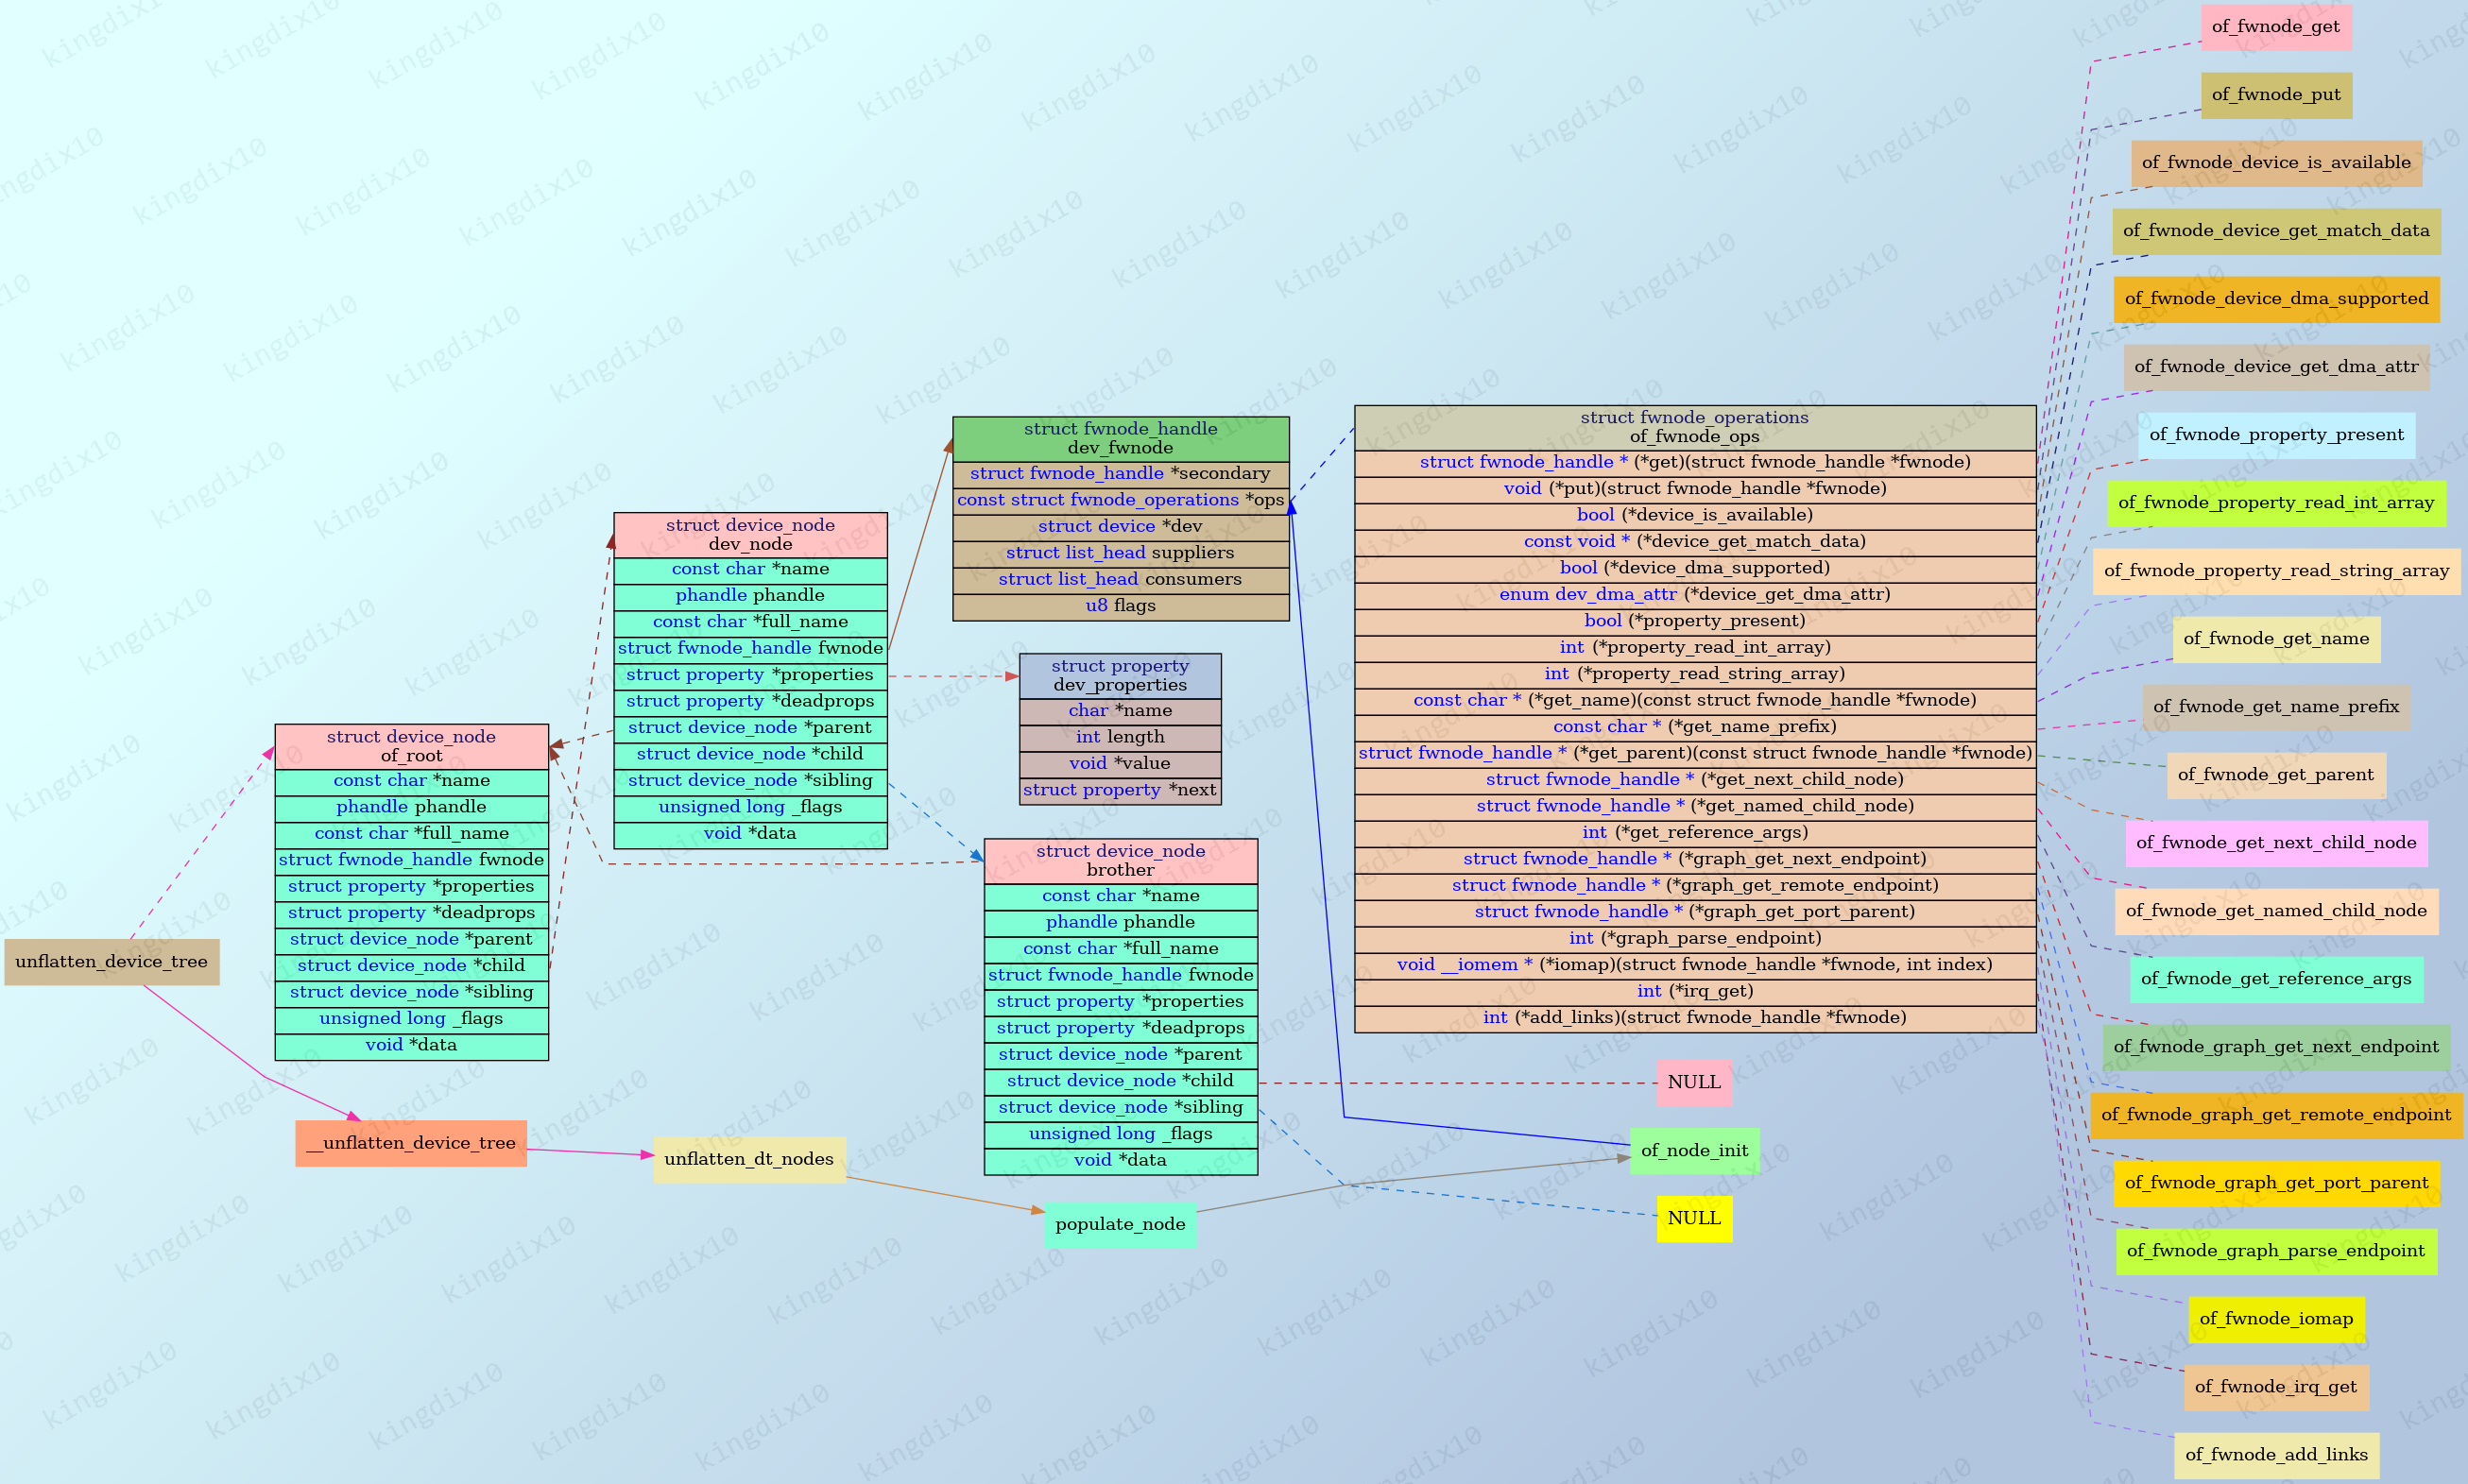 unflatten_device_tree
struct device_node
of_root
const char *name
phandle phandle
const char *full_name
struct fwnode_handle fwnode
struct property *properties
struct property *deadprops
struct device_node *parent
struct device_node *child
struct device_node *sibling
unsigned long _flags
void *data
__unflatten_device_tree
struct device_node
dev_node
const char *name
phandle phandle
const char *full_name
struct fwnode_handle fwnode
struct property *properties
struct property *deadprops
struct device_node *parent
struct device_node *child
struct device_node *sibling
unsigned long _flags
void *data
unflatten_dt_nodes
struct fwnode_handle
dev_fwnode
struct fwnode_handle *secondary
const struct fwnode_operations *ops
struct device *dev
struct list_head suppliers
struct list_head consumers
u8 flags
struct property
dev_properties
char *name
int length
void *value
struct property *next
struct device_node
brother
const char *name
phandle phandle
const char *full_name
struct fwnode_handle fwnode
struct property *properties
struct property *deadprops
struct device_node *parent
struct device_node *child
struct device_node *sibling
unsigned long _flags
void *data
populate_node
struct fwnode_operations
of_fwnode_ops
struct fwnode_handle * (*get)(struct fwnode_handle *fwnode)
void (*put)(struct fwnode_handle *fwnode)
bool (*device_is_available)
const void * (*device_get_match_data)
bool (*device_dma_supported)
enum dev_dma_attr (*device_get_dma_attr)
bool (*property_present)
int (*property_read_int_array)
int (*property_read_string_array)
const char * (*get_name)(const struct fwnode_handle *fwnode)
const char * (*get_name_prefix)
struct fwnode_handle * (*get_parent)(const struct fwnode_handle *fwnode)
struct fwnode_handle * (*get_next_child_node)
struct fwnode_handle * (*get_named_child_node)
int (*get_reference_args)
struct fwnode_handle * (*graph_get_next_endpoint)
struct fwnode_handle * (*graph_get_remote_endpoint)
struct fwnode_handle * (*graph_get_port_parent)
int (*graph_parse_endpoint)
void __iomem * (*iomap)(struct fwnode_handle *fwnode, int index)
int (*irq_get)
int (*add_links)(struct fwnode_handle *fwnode)
NULL
of_node_init
NULL
of_fwnode_get
of_fwnode_put
of_fwnode_device_is_available
of_fwnode_device_get_match_data
of_fwnode_device_dma_supported
of_fwnode_device_get_dma_attr
of_fwnode_property_present
of_fwnode_property_read_int_array
of_fwnode_property_read_string_array
of_fwnode_get_name
of_fwnode_get_name_prefix
of_fwnode_get_parent
of_fwnode_get_next_child_node
of_fwnode_get_named_child_node
of_fwnode_get_reference_args
of_fwnode_graph_get_next_endpoint
of_fwnode_graph_get_remote_endpoint
of_fwnode_graph_get_port_parent
of_fwnode_graph_parse_endpoint
of_fwnode_iomap
of_fwnode_irq_get
of_fwnode_add_links
kingdix10